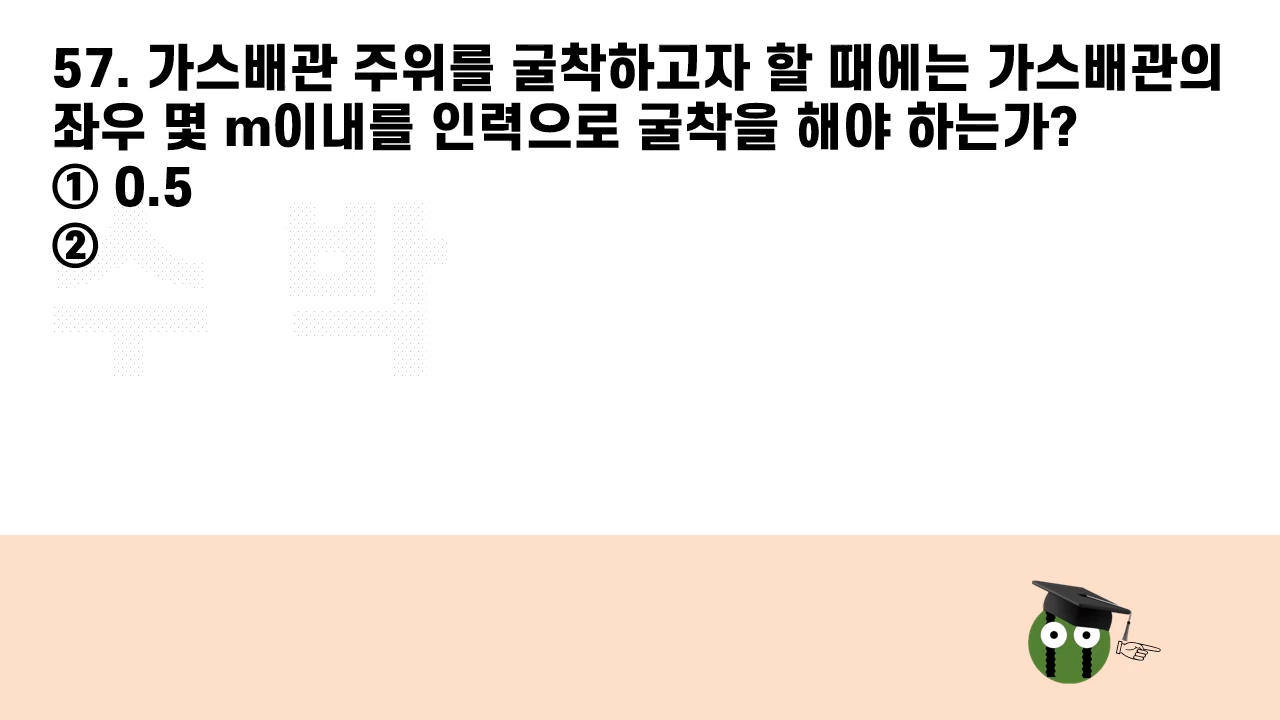 57. 가스배관 주위를 굴착하고자 할 때에는 가스배관의
좌우 몇 m이내를 인력으로 굴착을 해야 하는가?
① 0.5
②
수 박